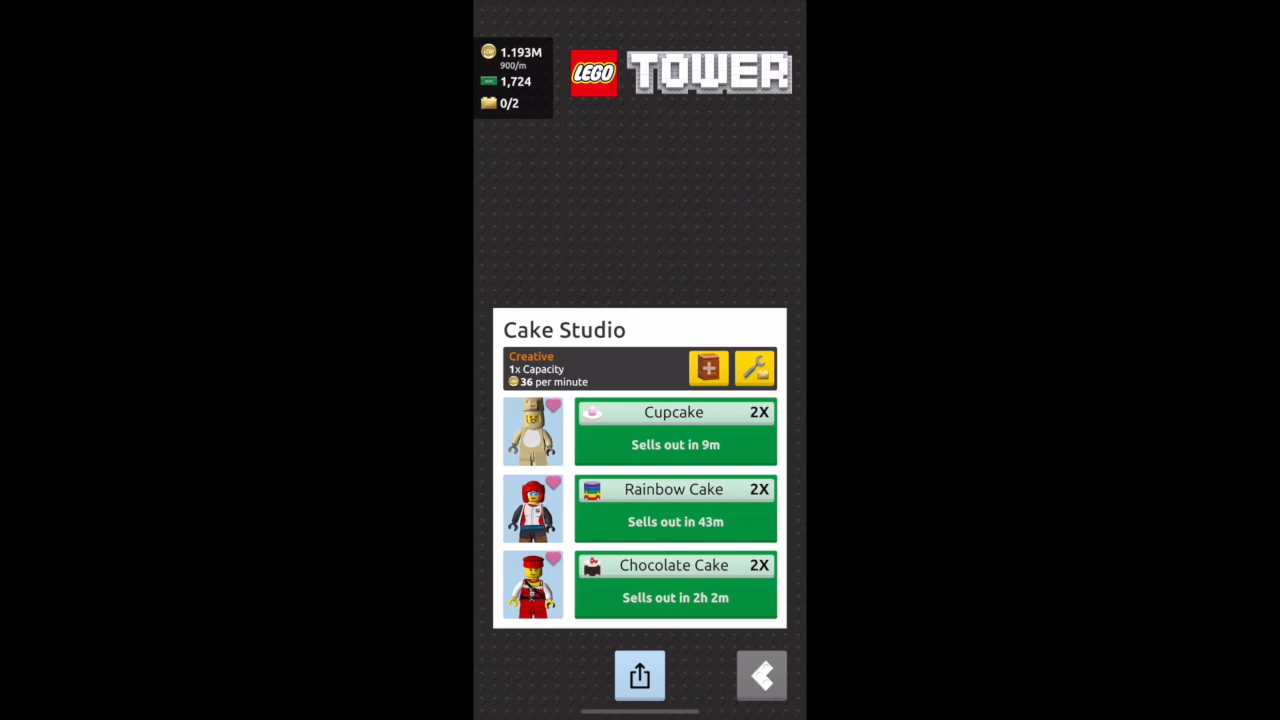 1.193M
900/m
1,724
0/2
LEGO TOWER
Cake Studio
Creative
1x Capacity
36 per minute
Cupcake 2X
Sells out in 9m
Rainbow Cake 2X
Sells out in 43m
Chocolate Cake 2X
Sells out in 2h 2m